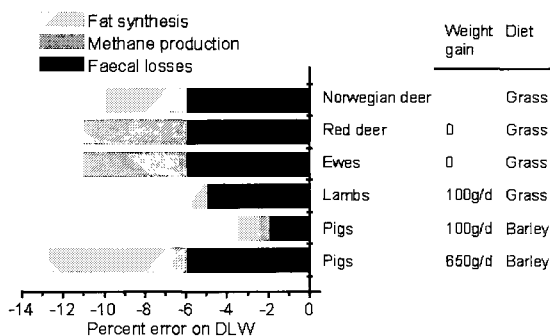 Fat synthesis
Methane production
Faecal losses
Weight gain Diet
Norwegian deer Grass
Red deer 0 Grass
Ewes 0 Grass
Lambs 100g/d Grass
Pigs 100g/d Barley
Pigs 650g/d Barley
-14 -12 -10 -8 -6 -4 -2 0
Percent error on DLW